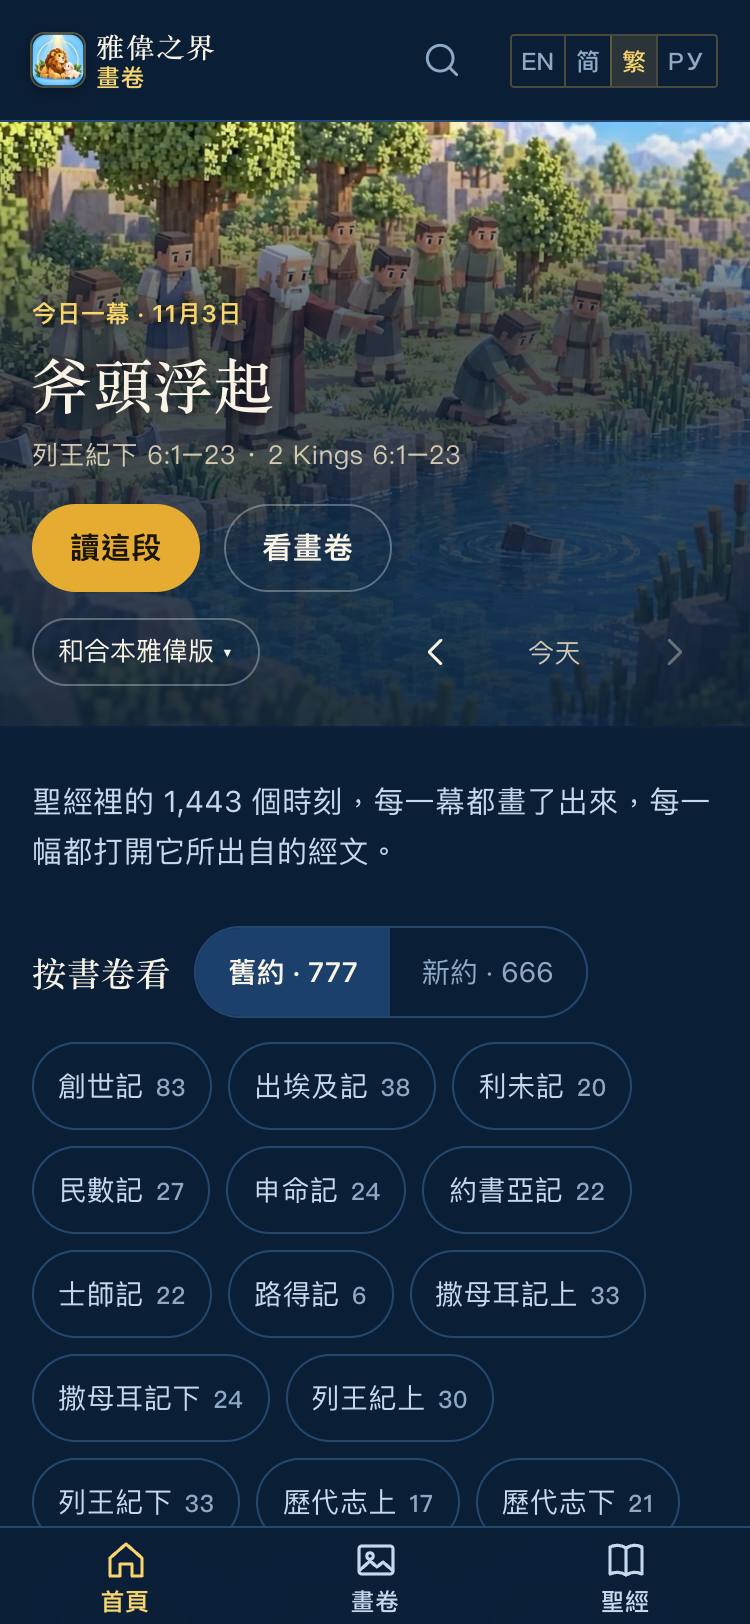 雅偉之界
畫卷
EN 简 繁 РУ
今日一幕 · 11月3日
斧頭浮起
列王紀下 6:1–23 · 2 Kings 6:1–23
讀這段 看畫卷
和合本雅偉版 ▾ 今天
聖經裡的 1,443 個時刻，每一幕都畫了出來，每一
幅都打開它所出自的經文。
按書卷看 舊約 · 777 新約 · 666
創世記 83 出埃及記 38 利未記 20
民數記 27 申命記 24 約書亞記 22
士師記 22 路得記 6 撒母耳記上 33
撒母耳記下 24 列王紀上 30
列王紀下 33 歷代志上 17 歷代志下 21
首頁 畫卷 聖經